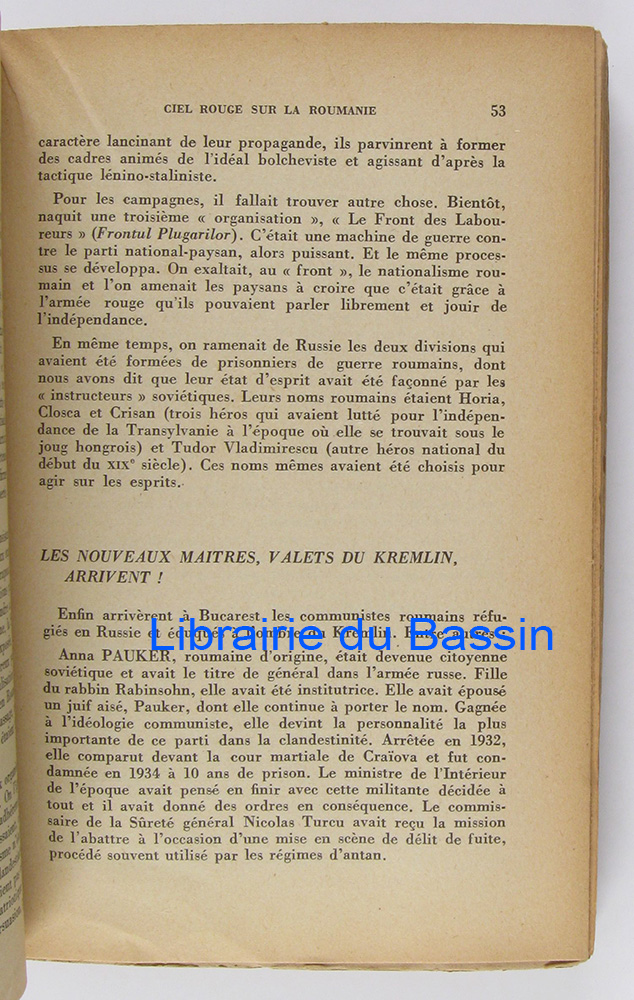 CIEL ROUGE SUR LA ROUMANIE 53
caractère lancinant de leur propagande, ils parvinrent à former
des cadres animés de l'idéal bolcheviste et agissant d'après la
tactique lénino-staliniste.
Pour les campagnes, il fallait trouver autre chose. Bientôt,
naquit une troisième « organisation », « Le Front des Labou-
reurs » (Frontul Plugarilor). C'était une machine de guerre con-
tre le parti national-paysan, alors puissant. Et le même proces-
sus se développa. On exaltait, au « front », le nationalisme rou-
main et l'on amenait les paysans à croire que c'était grâce à
l'armée rouge qu'ils pouvaient parler librement et jouir de
l'indépendance.
En même temps, on ramenait de Russie les deux divisions qui
avaient été formées de prisonniers de guerre roumains, dont
nous avons dit que leur état d'esprit avait été façonné par les
« instructeurs » soviétiques. Leurs noms roumains étaient Horia,
Closca et Crisan (trois héros qui avaient lutté pour l'indépen-
dance de la Transylvanie à l'époque où elle se trouvait sous le
joug hongrois) et Tudor Vladimirescu (autre héros national du
début du XIXe siècle). Ces noms mêmes avaient été choisis pour
agir sur les esprits.
LES NOUVEAUX MAITRES, VALETS DU KREMLIN,
ARRIVENT !
Enfin arrivèrent à Bucarest les communistes roumains réfu-
giés en Russie et éduqués à l'ombre du Kremlin. Entre autres :
Librairie du Bassin
Anna PAUKER, roumaine d'origine, était devenue citoyenne
soviétique et avait le titre de général dans l'armée russe. Fille
du rabbin Rabinsohn, elle avait été institutrice. Elle avait épousé
un juif aisé, Pauker, dont elle continue à porter le nom. Gagnée
à l'idéologie communiste, elle devint la personnalité la plus
importante de ce parti dans la clandestinité. Arrêtée en 1932,
elle comparut devant la cour martiale de Craïova et fut con-
damnée en 1934 à 10 ans de prison. Le ministre de l'Intérieur
de l'époque avait pensé en finir avec cette militante décidée à
tout et il avait donné des ordres en conséquence. Le commis-
saire de la Sûreté général Nicolas Turcu avait reçu la mission
de l'abattre à l'occasion d'une mise en scène de délit de fuite,
procédé souvent utilisé par les régimes d'antan.